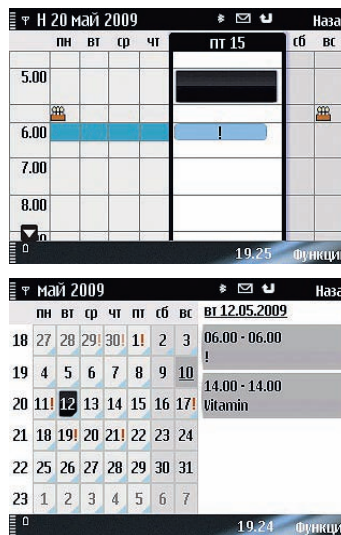 Н 20 май 2009 Наза
пн вт ср чт пт 15 сб вс
5.00
6.00 !
7.00
8.00
19.25 Функции
май 2009 Наза
пн вт ср чт пт сб вс вт 12.05.2009
18 27 28 29! 30! 1! 2 3 06.00 - 06.00
!
19 4 5 6 7 8 9 10 14.00 - 14.00
20 11! 12 13 14 15 16 17! Vitamin
21 18 19! 20 21! 22 23 24
22 25 26 27 28 29 30 31
23 1 2 3 4 5 6 7
19.24 Функци